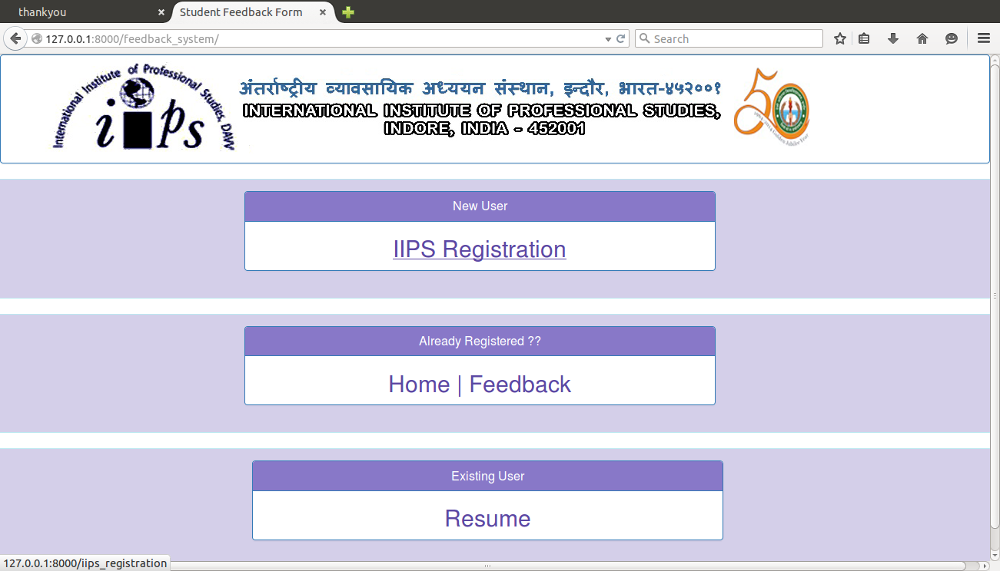 thankyou
Student Feedback Form
127.0.0.1:8000/feedback_system/
Search
International Institute of Professional Studies, DAVV
iips
अंतर्राष्ट्रीय व्यावसायिक अध्ययन संस्थान, इन्दौर, भारत-४५२००१
INTERNATIONAL INSTITUTE OF PROFESSIONAL STUDIES,
INDORE, INDIA - 452001
50
New User
IIPS Registration
Already Registered ??
Home | Feedback
Existing User
Resume
127.0.0.1:8000/iips_registration